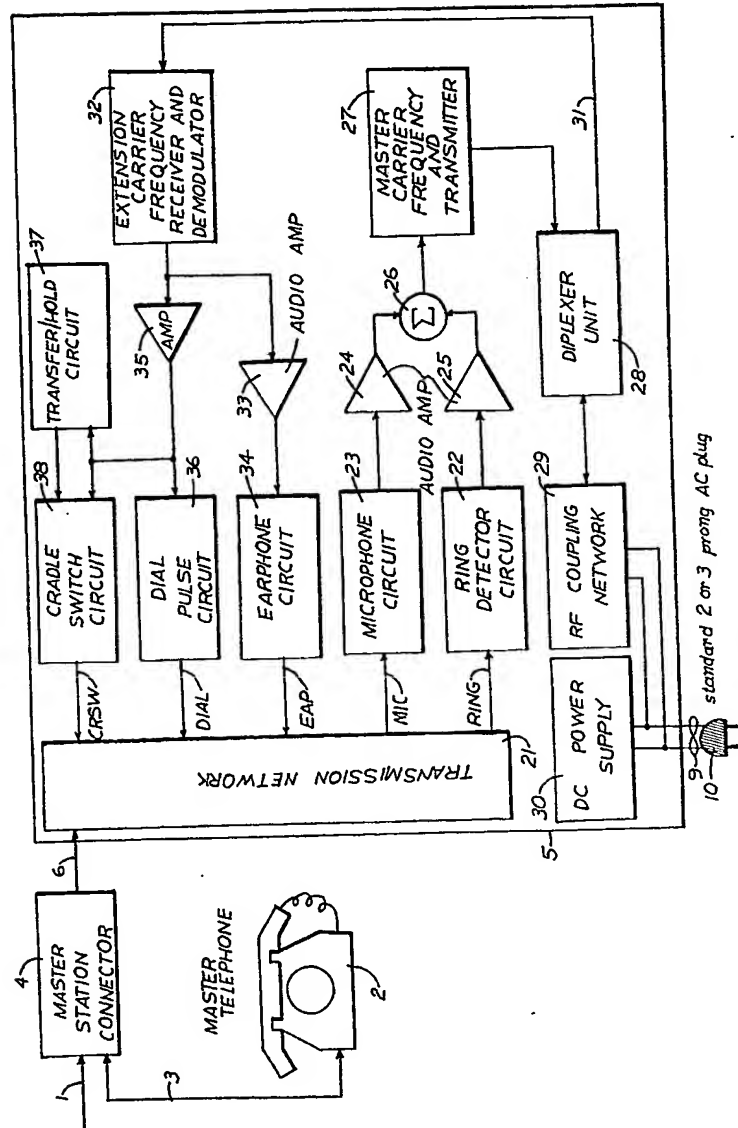 1
3
4
MASTER
STATION
CONNECTOR
6
MASTER
TELEPHONE
2
5
TRANSMISSION NETWORK
21
CRSW
DIAL
EAP
MIC
RING
38
CRADLE
SWITCH
CIRCUIT
37
TRANSFER/HOLD
CIRCUIT
36
DIAL
PULSE
CIRCUIT
35
AMP
32
EXTENSION
CARRIER
FREQUENCY
RECEIVER AND
DEMODULATOR
34
EARPHONE
CIRCUIT
33
AUDIO AMP
23
MICROPHONE
CIRCUIT
24
AUDIO AMP
25
22
RING
DETECTOR
CIRCUIT
26
Σ
27
MASTER
CARRIER
FREQUENCY
AND
TRANSMITTER
30
DC POWER
SUPPLY
29
RF COUPLING
NETWORK
DIPLEXER
UNIT
28
31
9
10
standard 2 or 3 prong AC plug